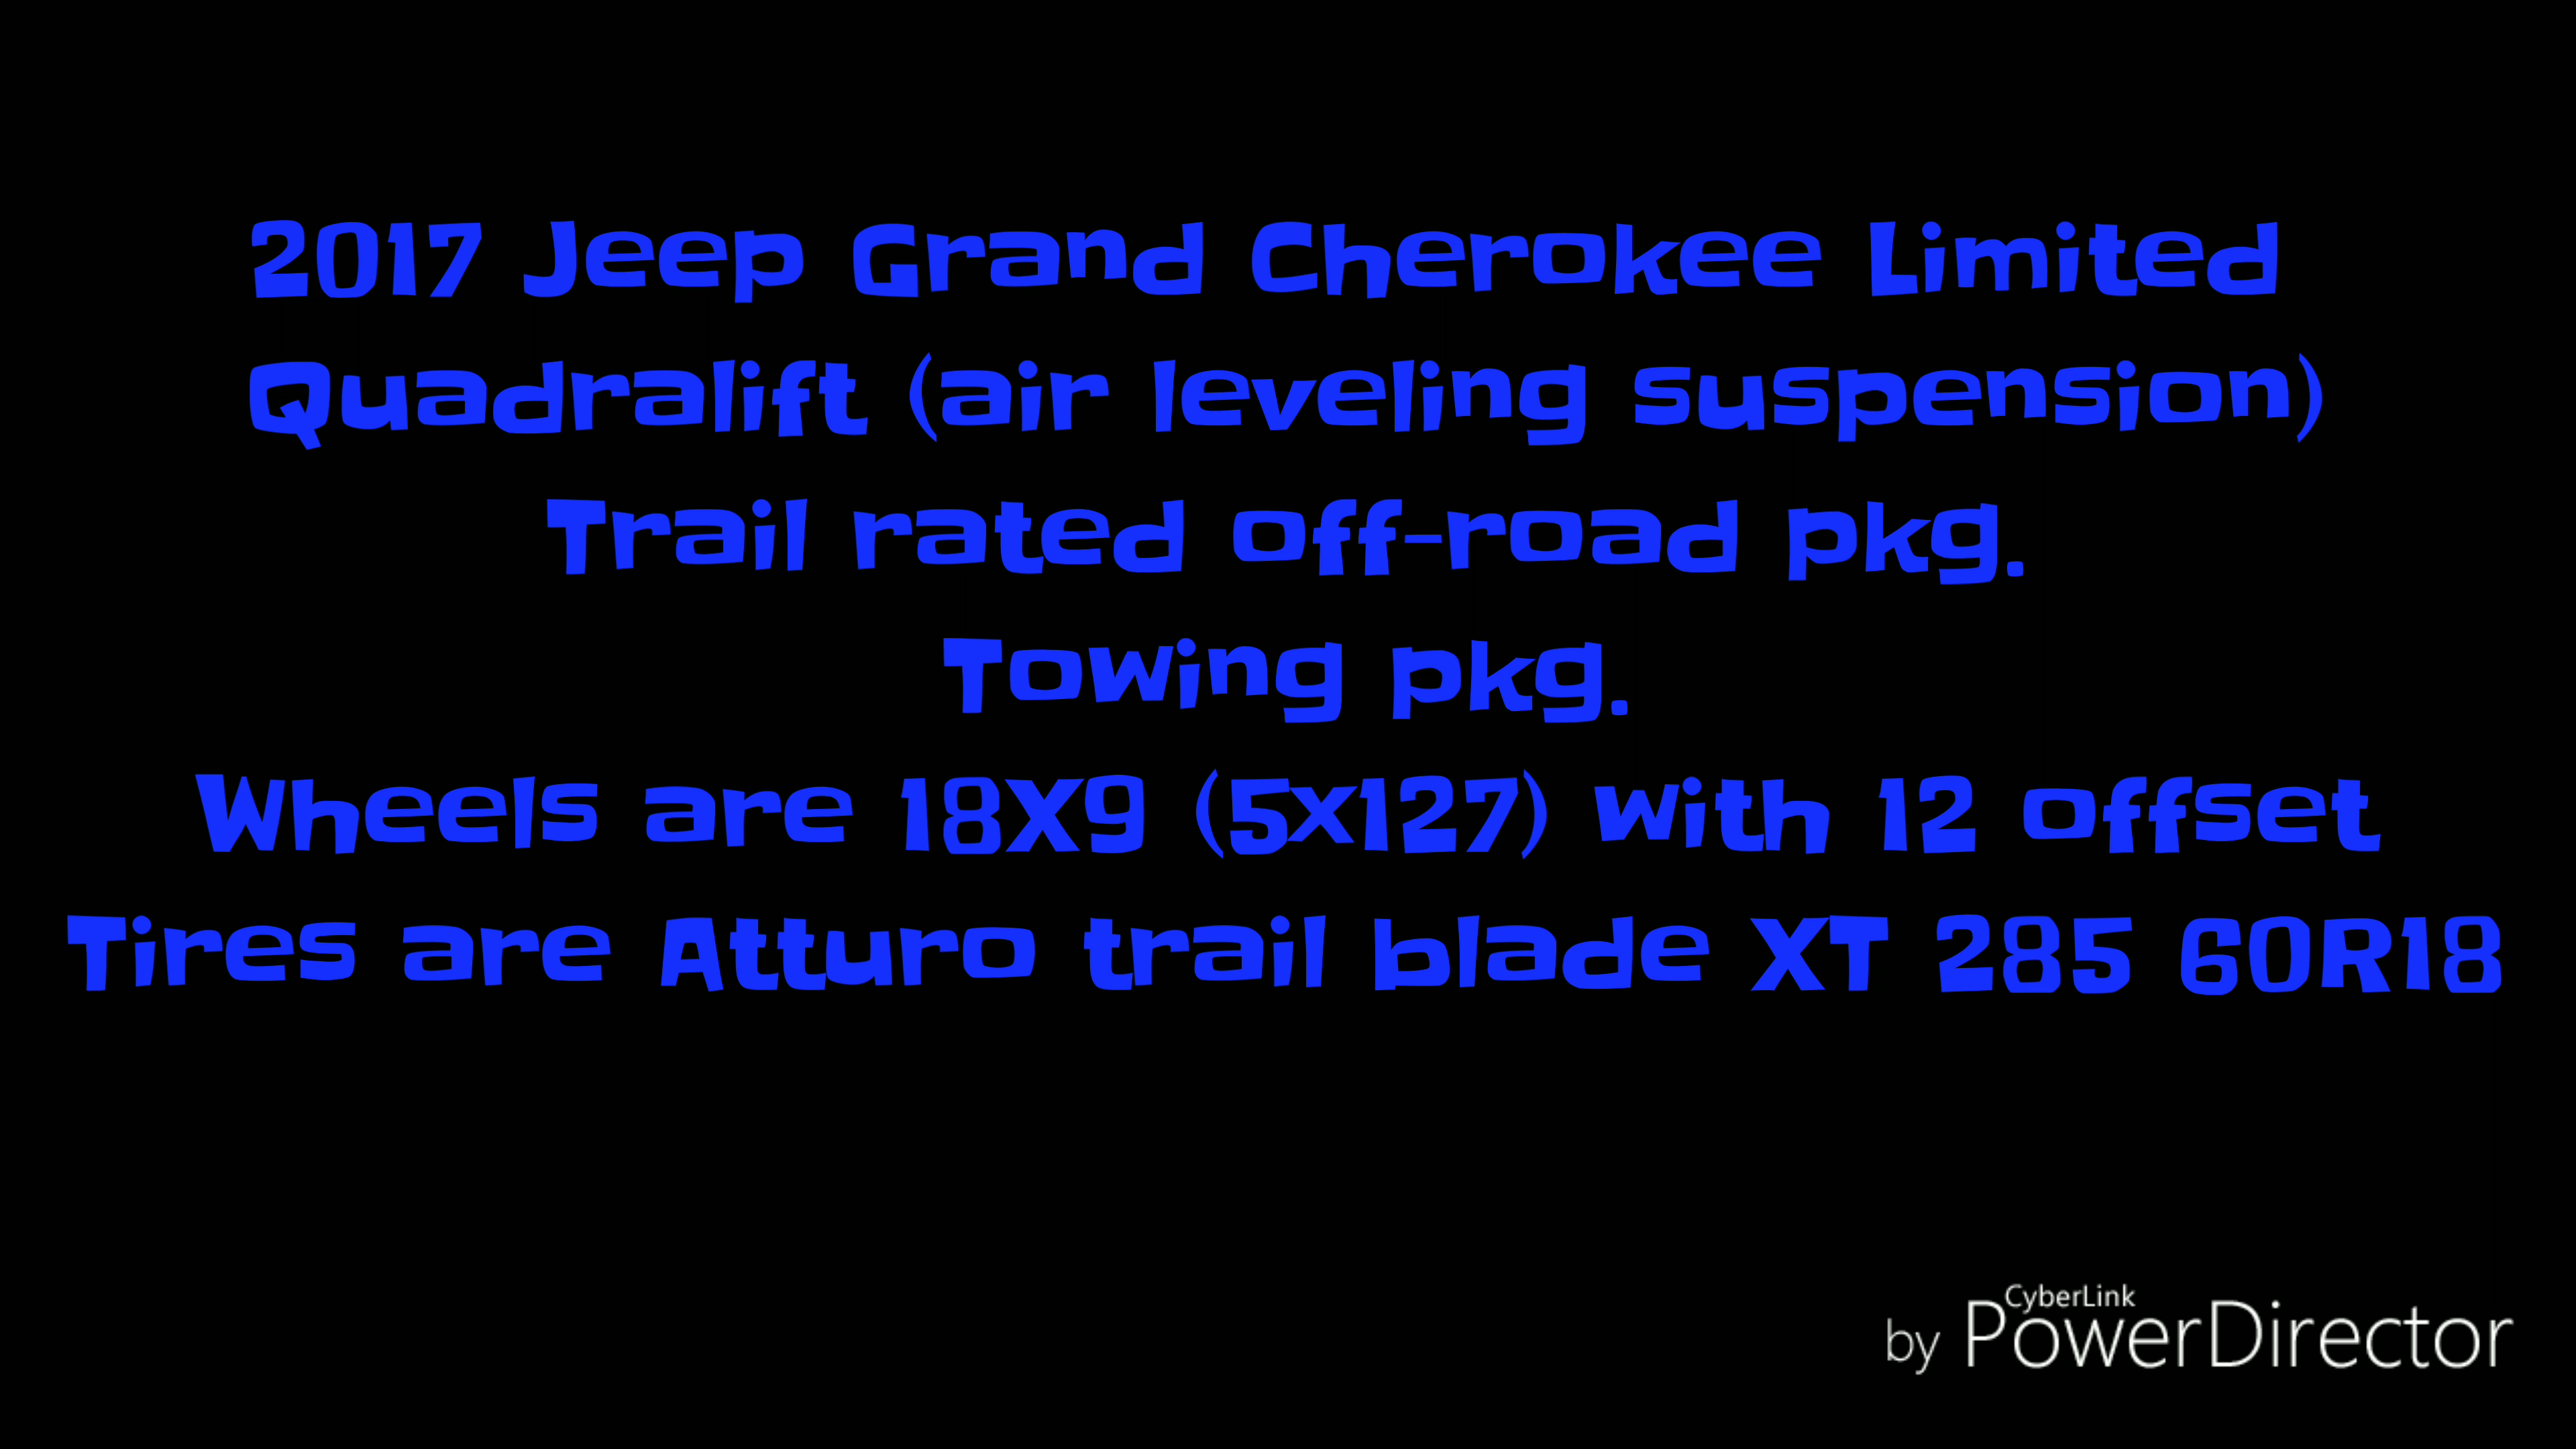 2017 Jeep Grand Cherokee Limited
Quadralift (air leveling suspension)
Trail rated off-road pkg.
Towing pkg.
Wheels are 18X9 (5x127) with 12 offset
Tires are Atturo trail blade XT 285 60R18
by CyberLink PowerDirector